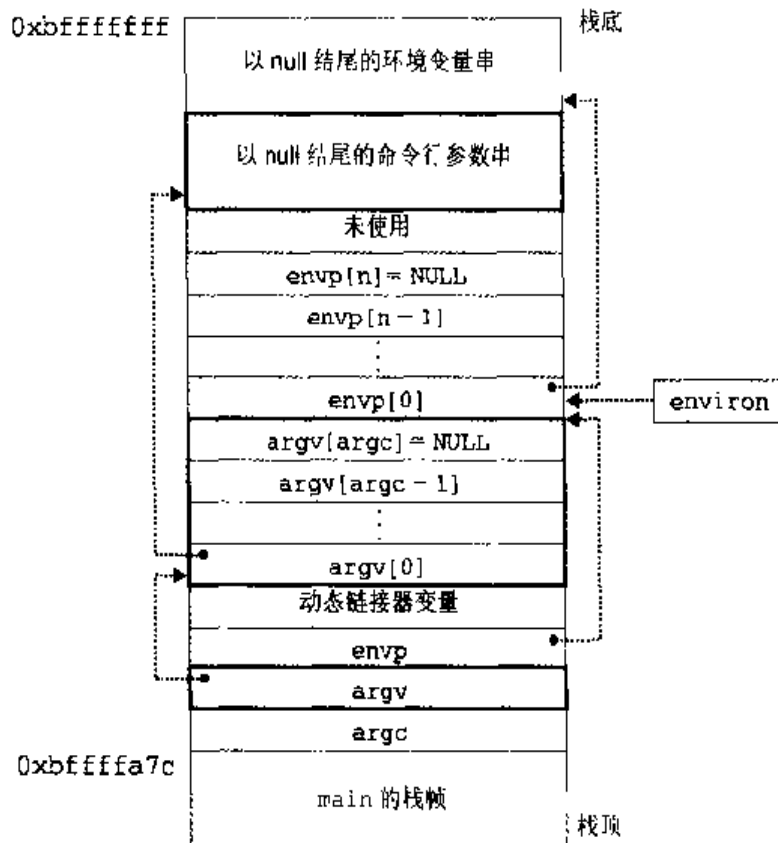 0xbfffffff
栈底
以 null 结尾的环境变量串
以 null 结尾的命令行参数串
未使用
envp[n]=NULL
envp[n-1]
⋮
envp[0]
environ
argv[argc]=NULL
argv[argc-1]
⋮
argv[0]
动态链接器变量
envp
argv
argc
0xbffffa7c
main 的栈帧
栈顶